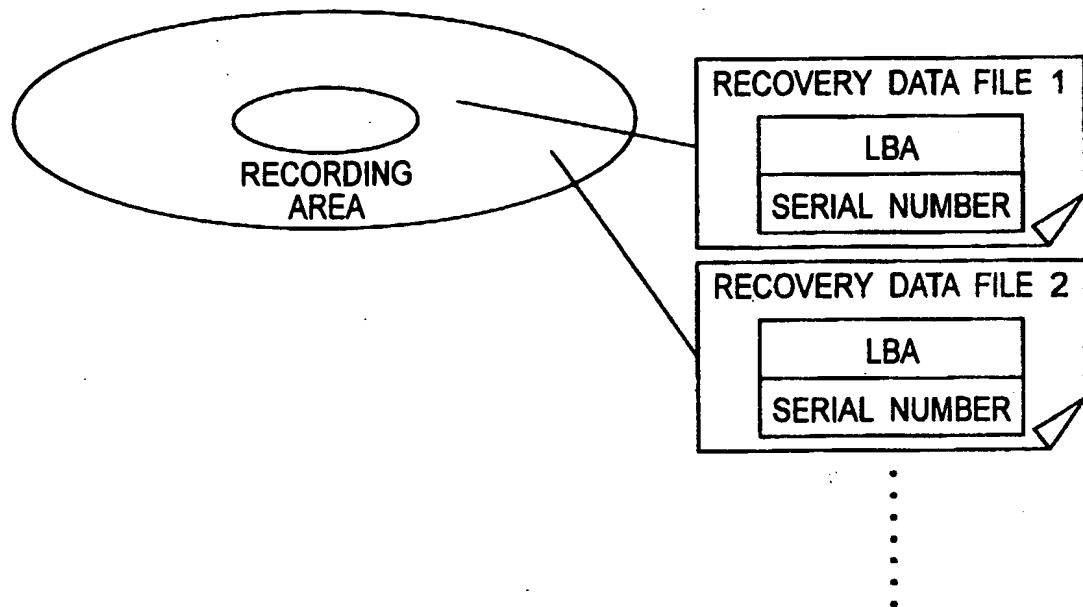 RECORDING
AREA
RECOVERY DATA FILE 1
LBA
SERIAL NUMBER
RECOVERY DATA FILE 2
LBA
SERIAL NUMBER